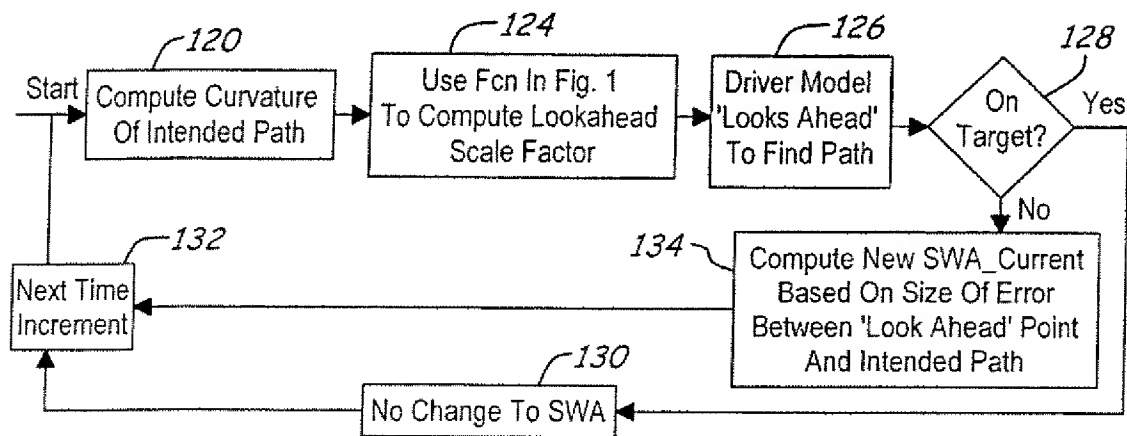 120
124
126
128
Start
Compute Curvature
Of Intended Path
Use Fcn In Fig. 1
To Compute Lookahead
Scale Factor
Driver Model
'Looks Ahead'
To Find Path
On
Target?
Yes
No
132
Next Time
Increment
134
Compute New SWA_Current
Based On Size Of Error
Between 'Look Ahead' Point
And Intended Path
130
No Change To SWA